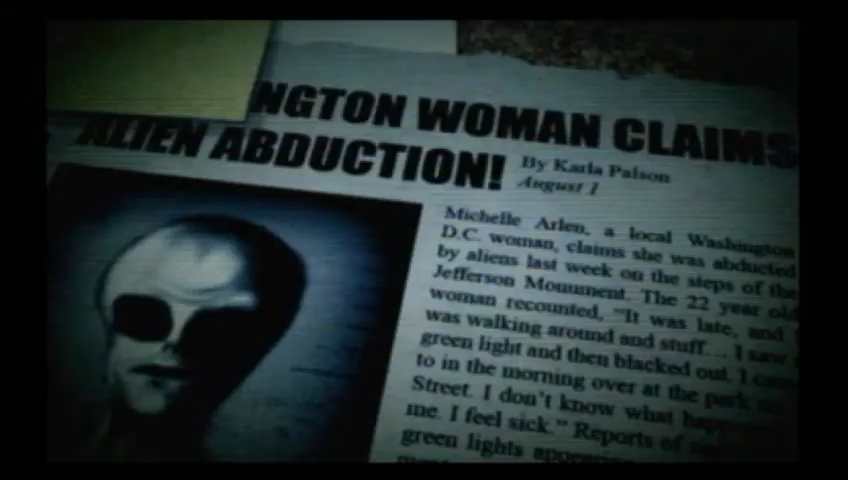 NGTON WOMAN CLAIMS
ALIEN ABDUCTION!
By Karla Palson
August 1
Michelle Arlen, a local Washington
D.C. woman, claims she was abducted
by aliens last week on the steps of the
Jefferson Monument. The 22 year old
woman recounted, "It was late, and
was walking around and stuff... I saw
green light and then blacked out. I
to in the morning over at the park
Street. I don't know what
me. I feel sick." Reports of
green lights